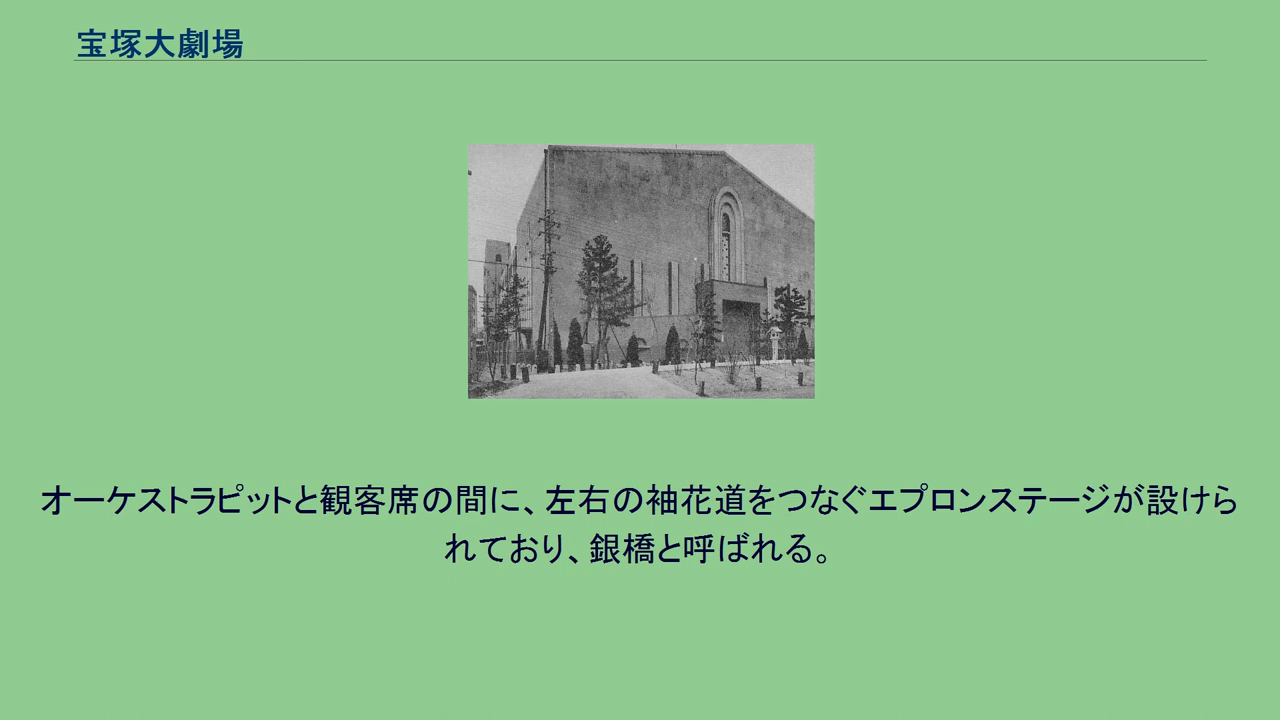 宝塚大劇場
オーケストラピットと観客席の間に、左右の袖花道をつなぐエプロンステージが設けら
れており、銀橋と呼ばれる。